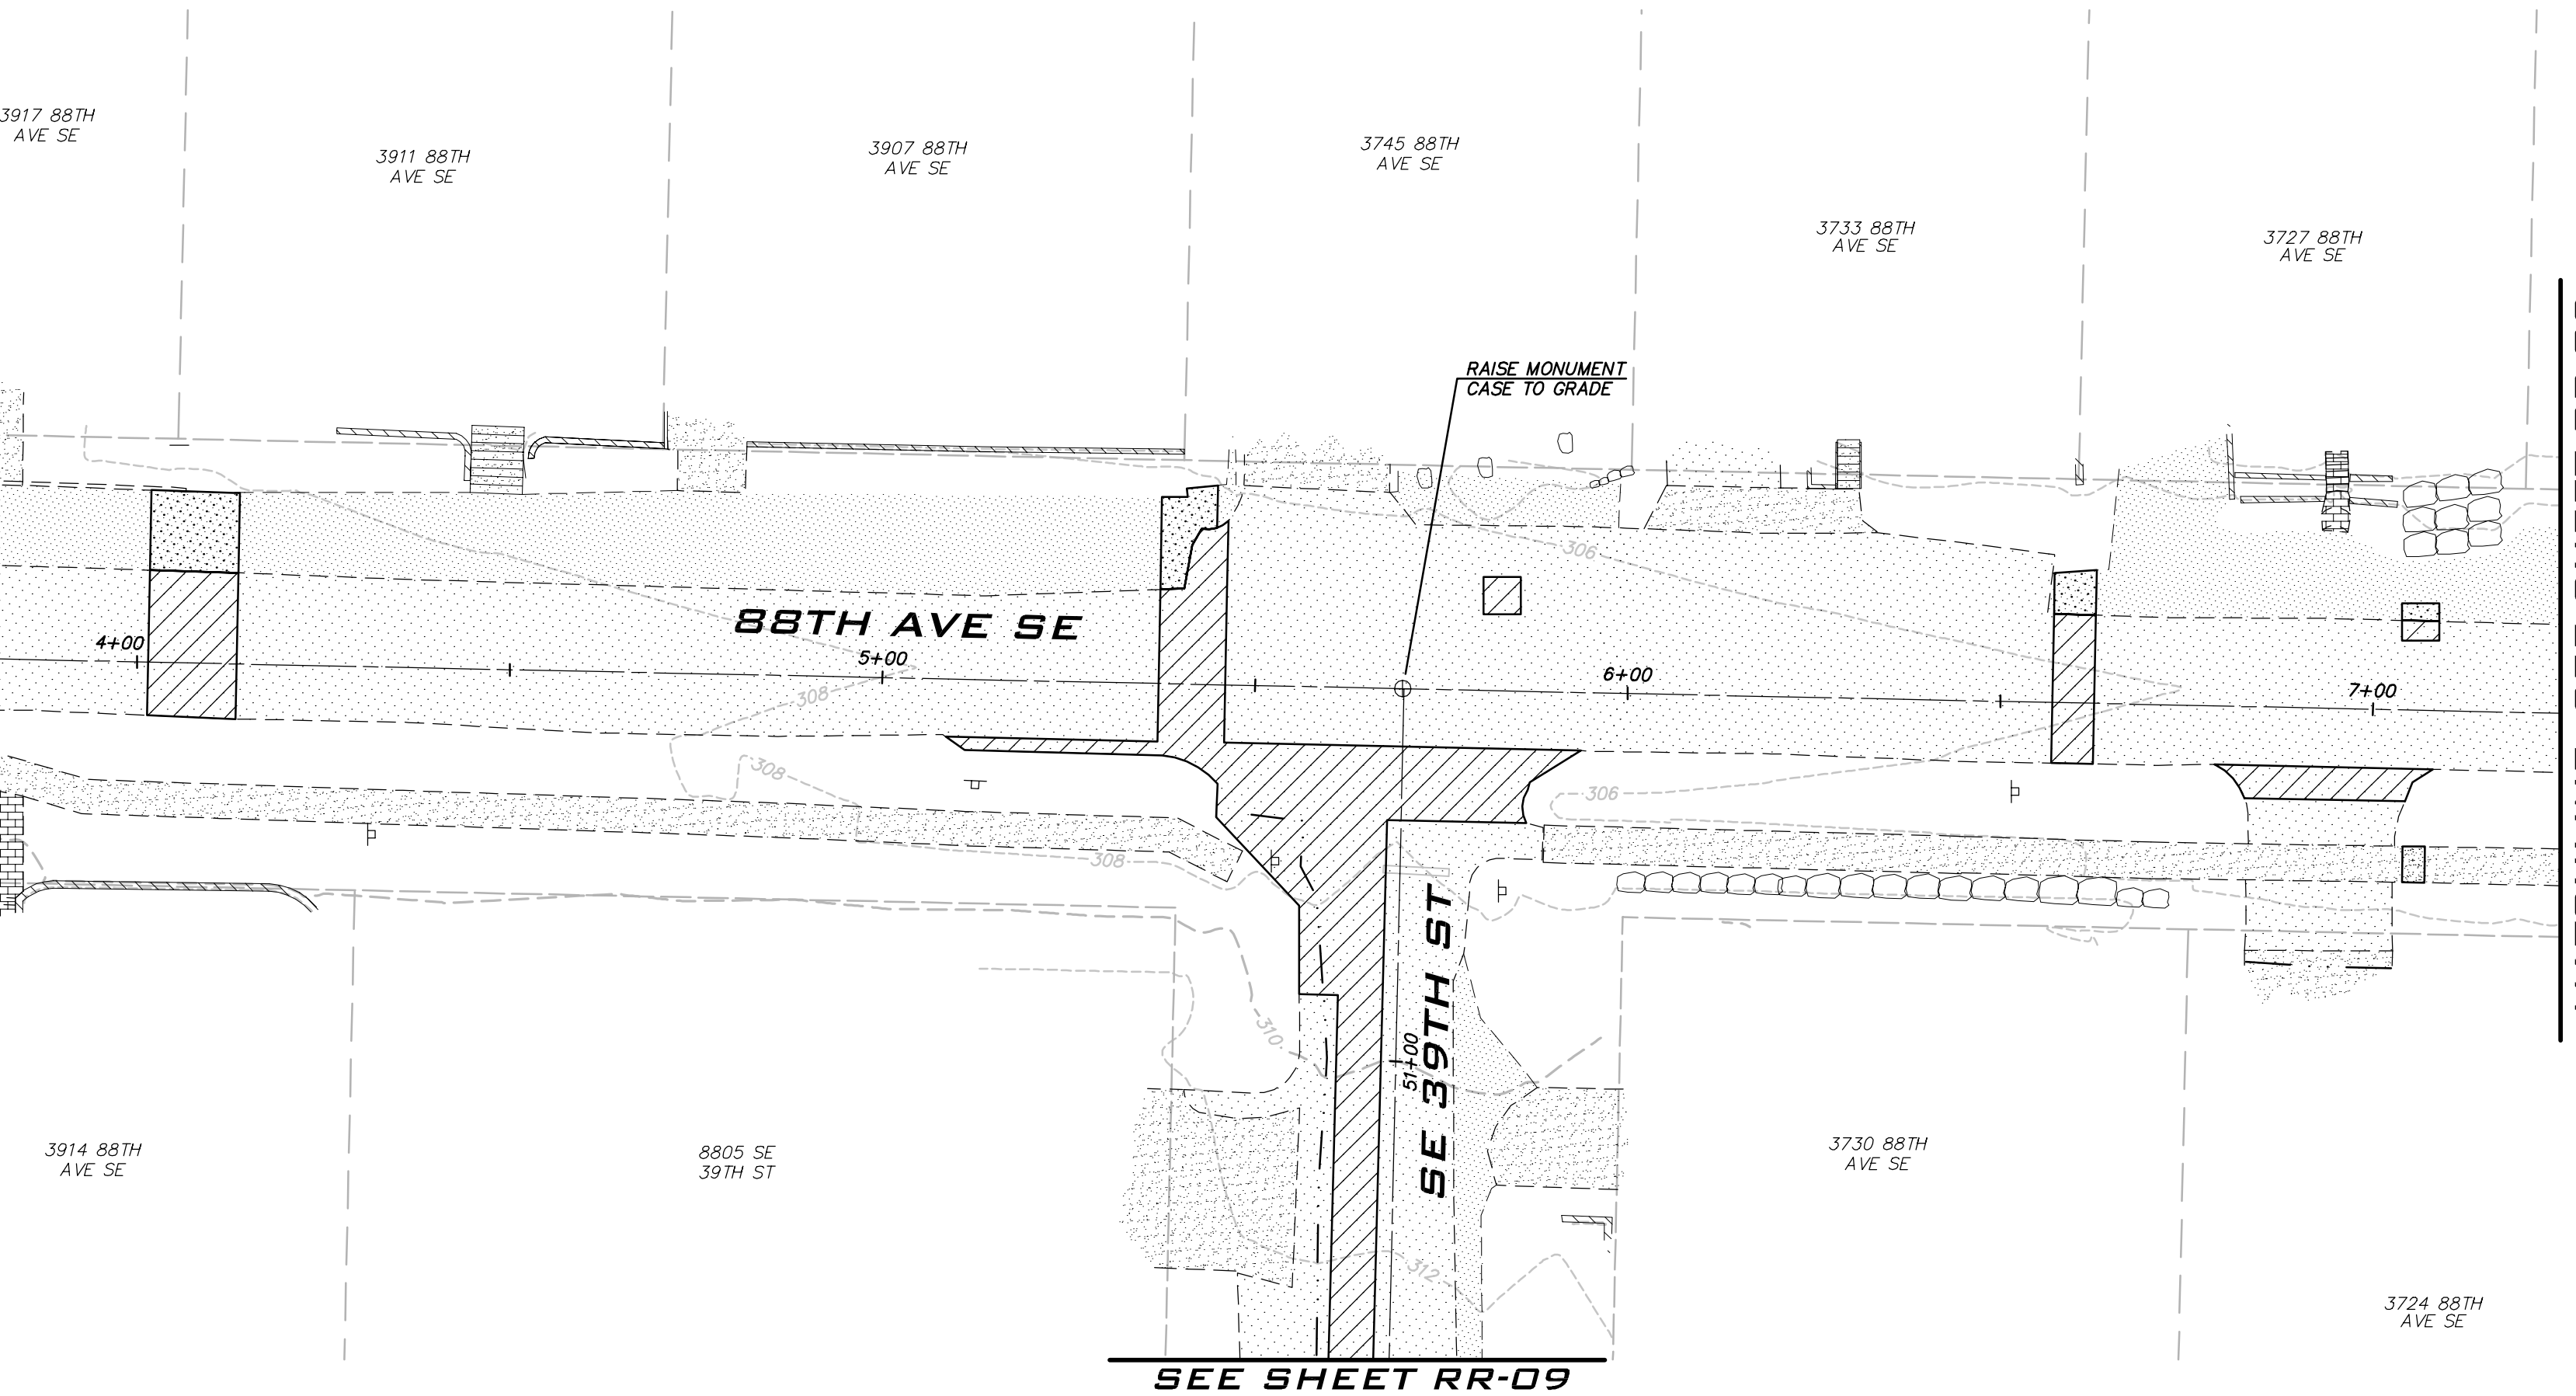 3917 88TH
AVE SE
3911 88TH
AVE SE
3907 88TH
AVE SE
3745 88TH
AVE SE
3733 88TH
AVE SE
3727 88TH
AVE SE
RAISE MONUMENT
CASE TO GRADE
306
88TH AVE SE
4+00
5+00
6+00
7+00
308
308
306
308
SE 39TH ST
51+00
310
312
3914 88TH
AVE SE
8805 SE
39TH ST
3730 88TH
AVE SE
3724 88TH
AVE SE
SEE SHEET RR-09